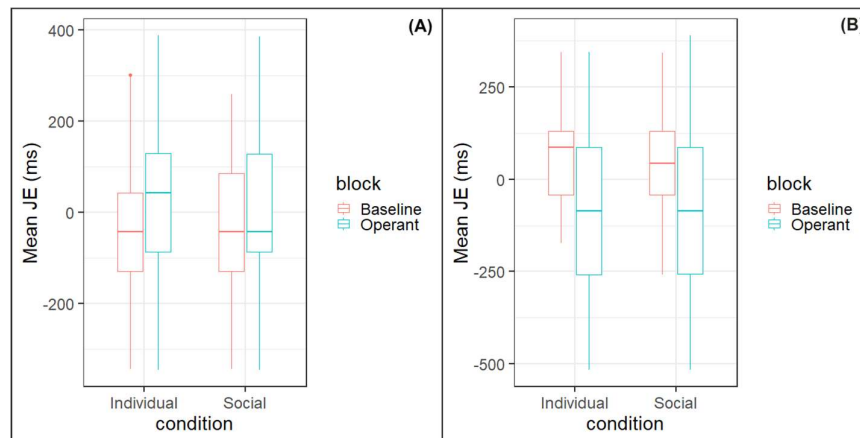 (A)
Mean JE (ms)
400
200
0
-200
Individual
Social
condition
block
Baseline
Operant
(B)
Mean JE (ms)
250
0
-250
-500
Individual
Social
condition
block
Baseline
Operant